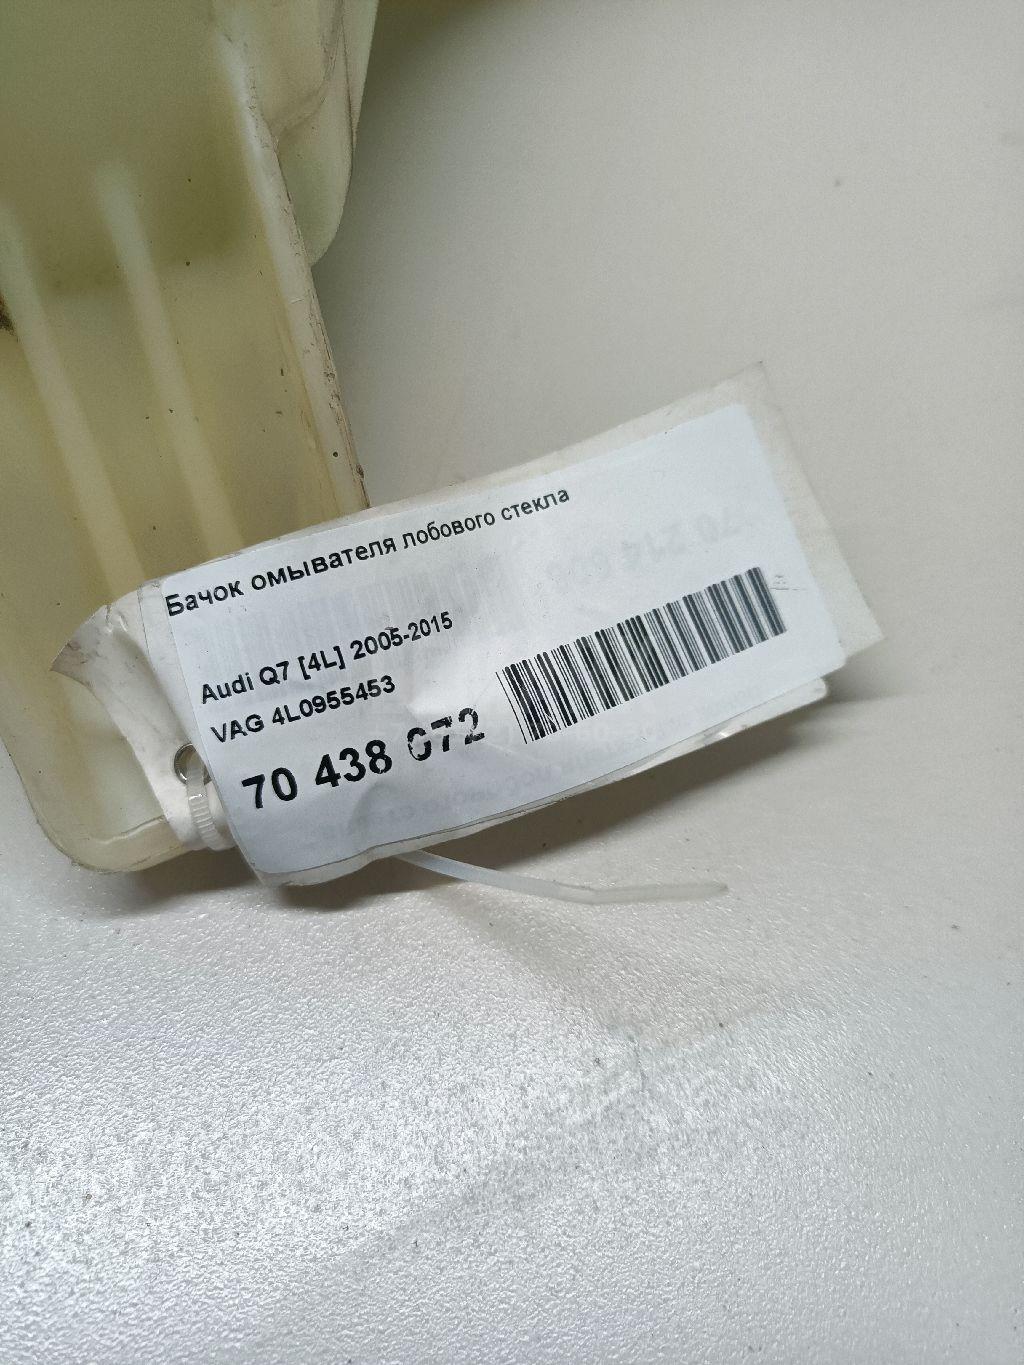 Бачок омывателя лобового стекла
Audi Q7 [4L] 2005-2015
VAG 4L0955453
70 438 072